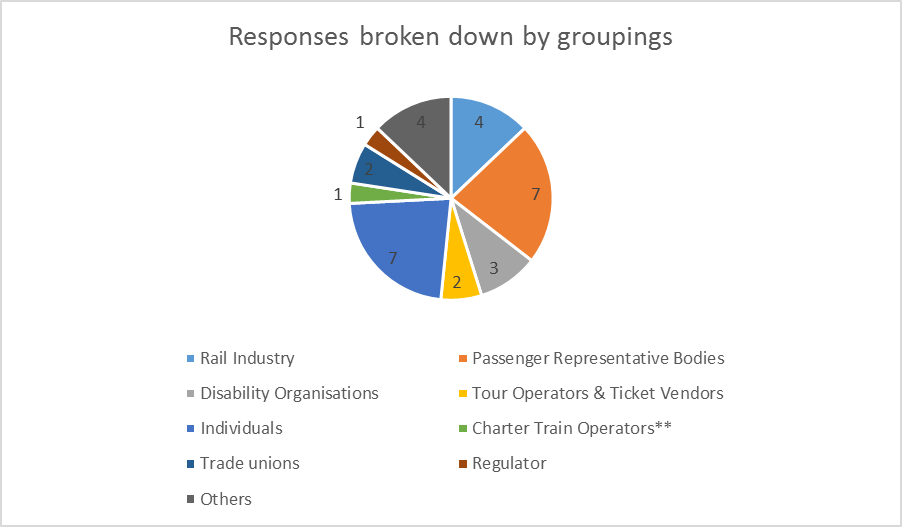 Responses broken down by groupings
4
7
3
2
7
1
2
1
4
Rail Industry
Passenger Representative Bodies
Disability Organisations
Tour Operators & Ticket Vendors
Individuals
Charter Train Operators**
Trade unions
Regulator
Others